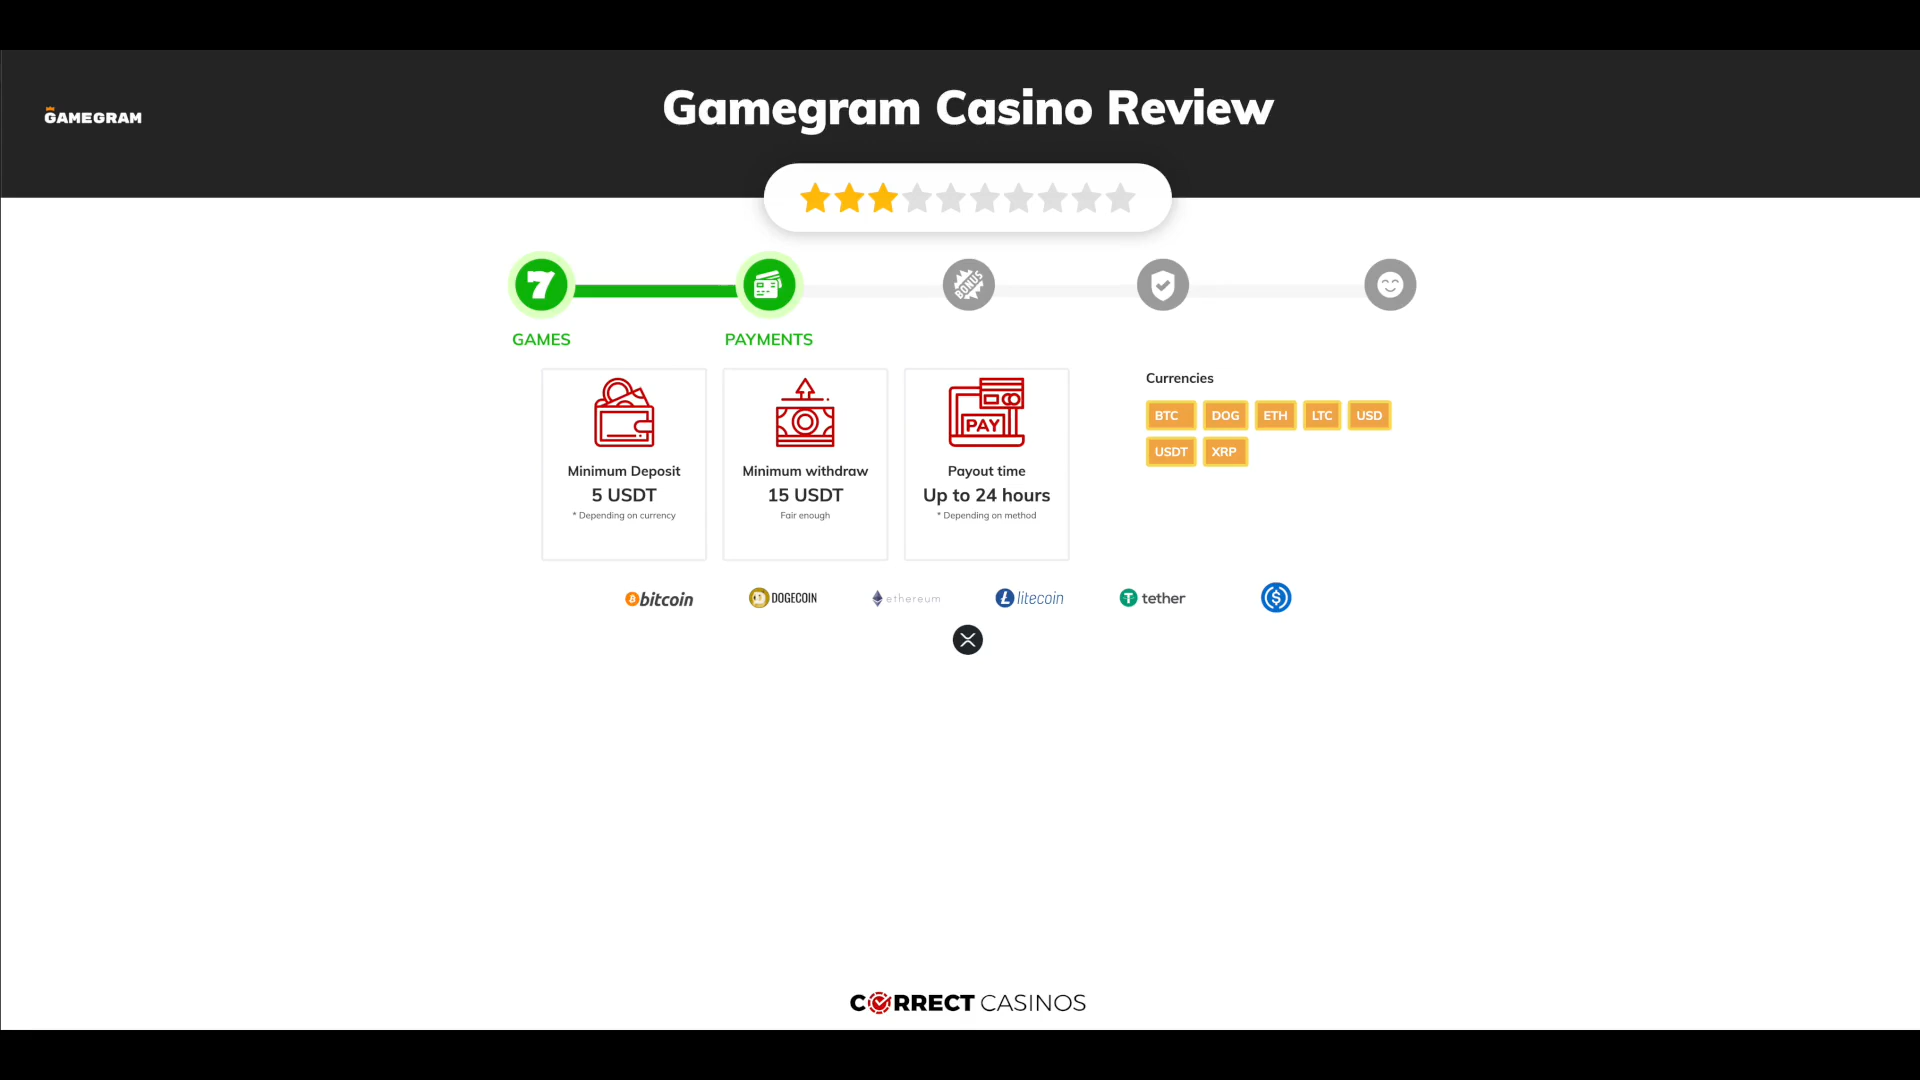 GAMEGRAM
Gamegram Casino Review
7
BONUS
GAMES
PAYMENTS
PAY
Minimum Deposit
5 USDT
* Depending on currency
Minimum withdraw
15 USDT
Fair enough
Payout time
Up to 24 hours
* Depending on method
Currencies
BTC DOG ETH LTC USD
USDT XRP
bitcoin DOGECOIN ethereum litecoin tether
CORRECT CASINOS